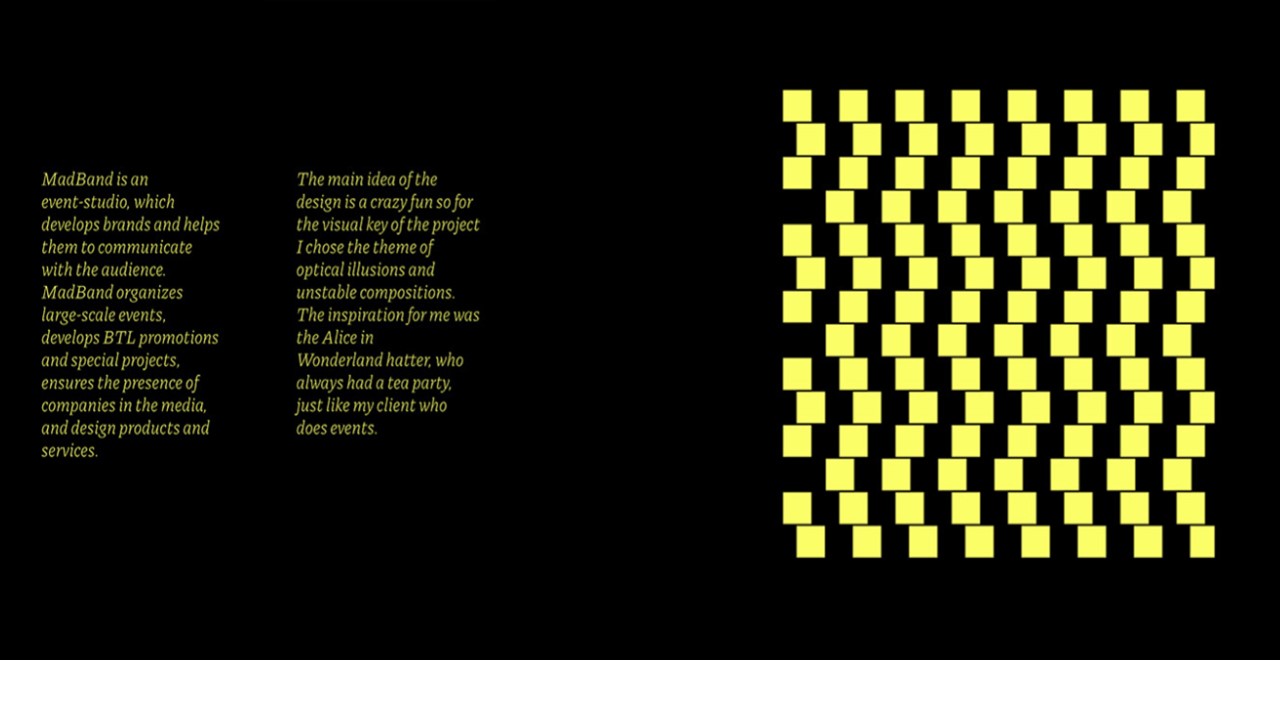 MadBand is an
event-studio, which
develops brands and helps
them to communicate
with the audience.
MadBand organizes
large-scale events,
develops BTL promotions
and special projects,
ensures the presence of
companies in the media,
and design products and
services.
The main idea of the
design is a crazy fun so for
the visual key of the project
I chose the theme of
optical illusions and
unstable compositions.
The inspiration for me was
the Alice in
Wonderland hatter, who
always had a tea party,
just like my client who
does events.